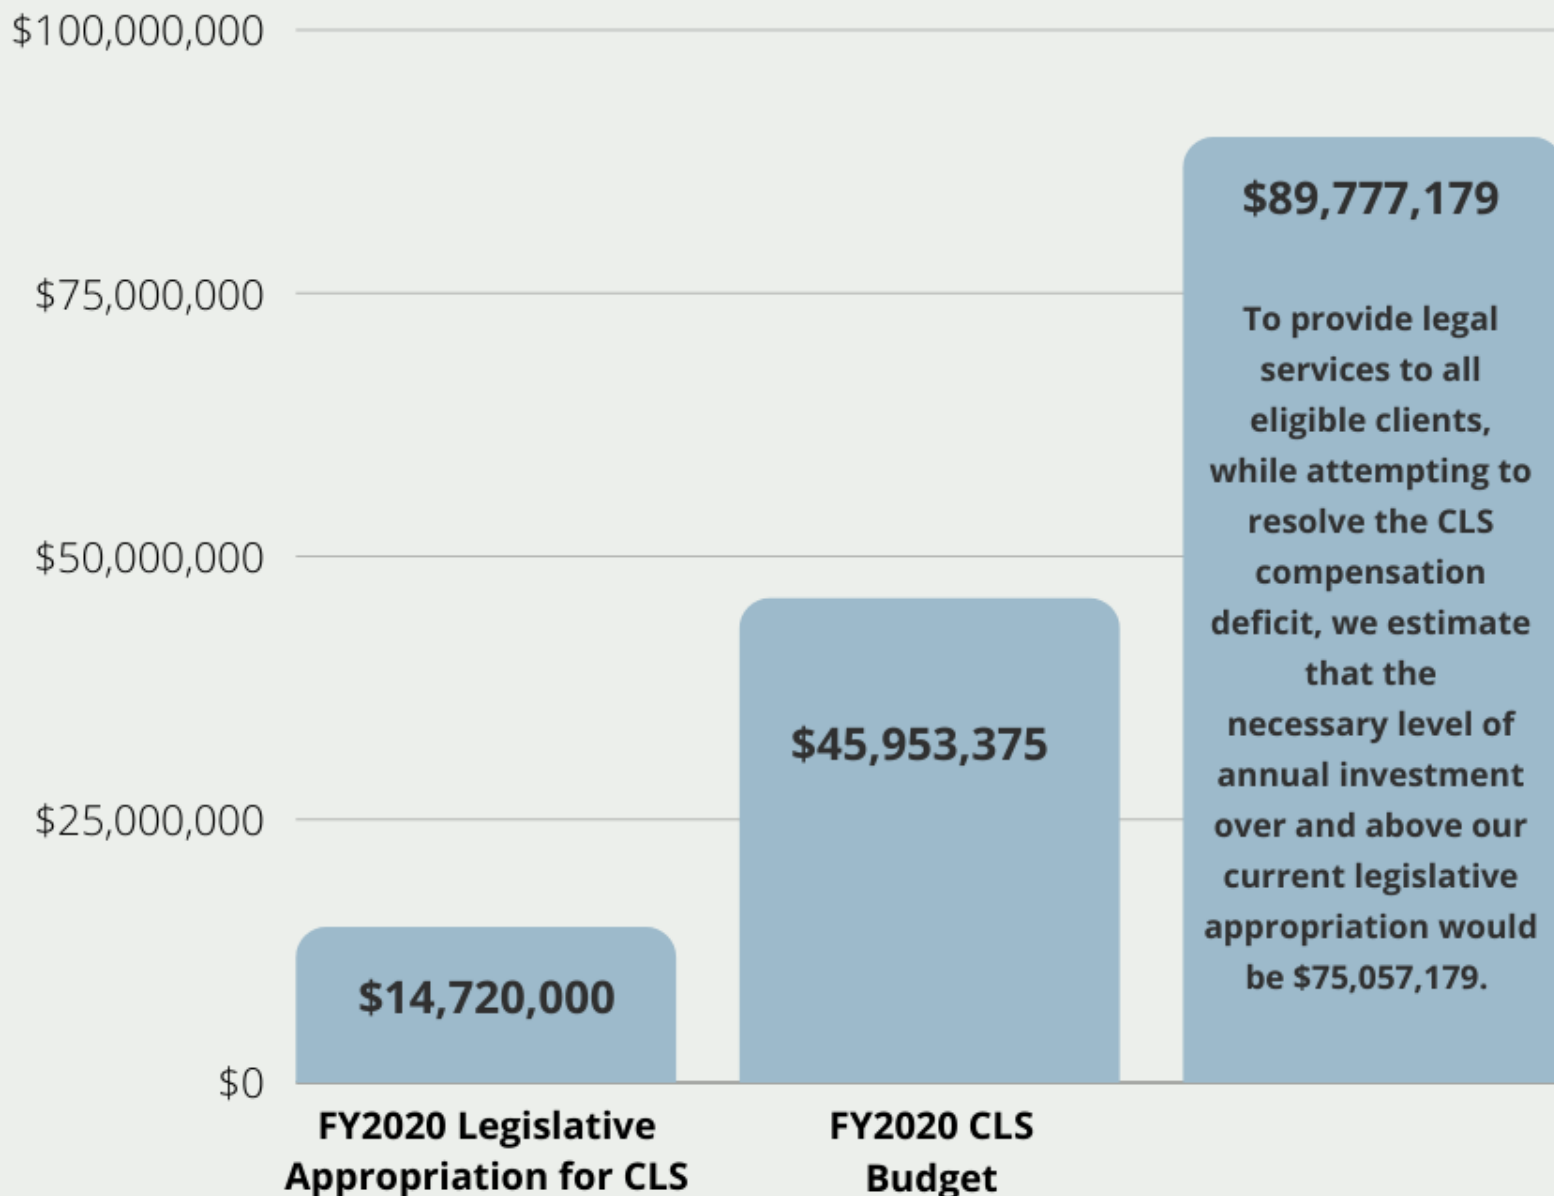 $100,000,000
$75,000,000
$50,000,000
$25,000,000
$0
$14,720,000
$45,953,375
$89,777,179
To provide legal
services to all
eligible clients,
while attempting to
resolve the CLS
compensation
deficit, we estimate
that the
necessary level of
annual investment
over and above our
current legislative
appropriation would
be $75,057,179.
FY2020 Legislative
Appropriation for CLS
FY2020 CLS
Budget